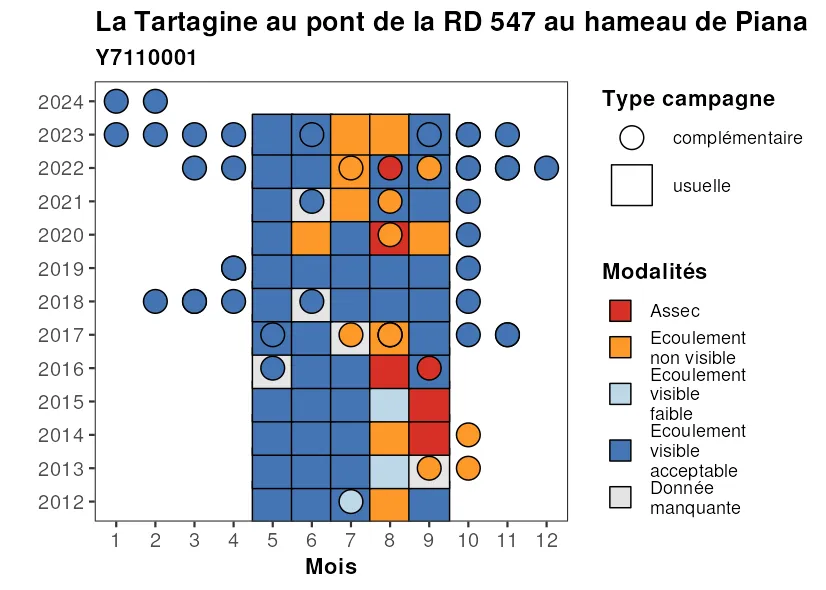 La Tartagine au pont de la RD 547 au hameau de Piana
Y7110001
2024
2023
2022
2021
2020
2019
2018
2017
2016
2015
2014
2013
2012
1 2 3 4 5 6 7 8 9 10 11 12
Mois
Type campagne
complémentaire
usuelle
Modalités
Assec
Ecoulement
non visible
Ecoulement
visible
faible
Ecoulement
visible
acceptable
Donnée
manquante